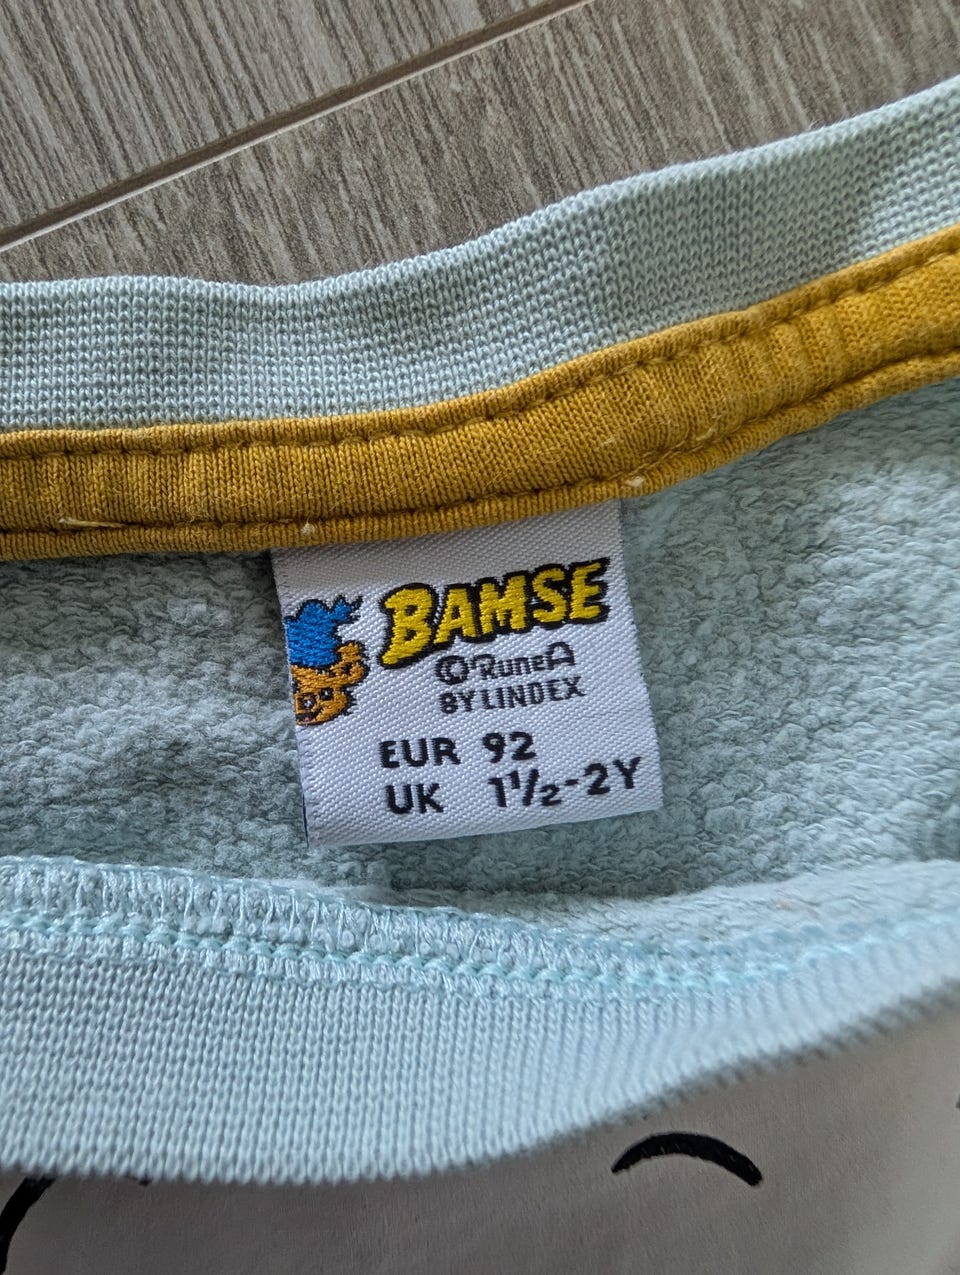 BAMSE
©RuneA
BY LINDEX
EUR 92
UK 1½-2Y